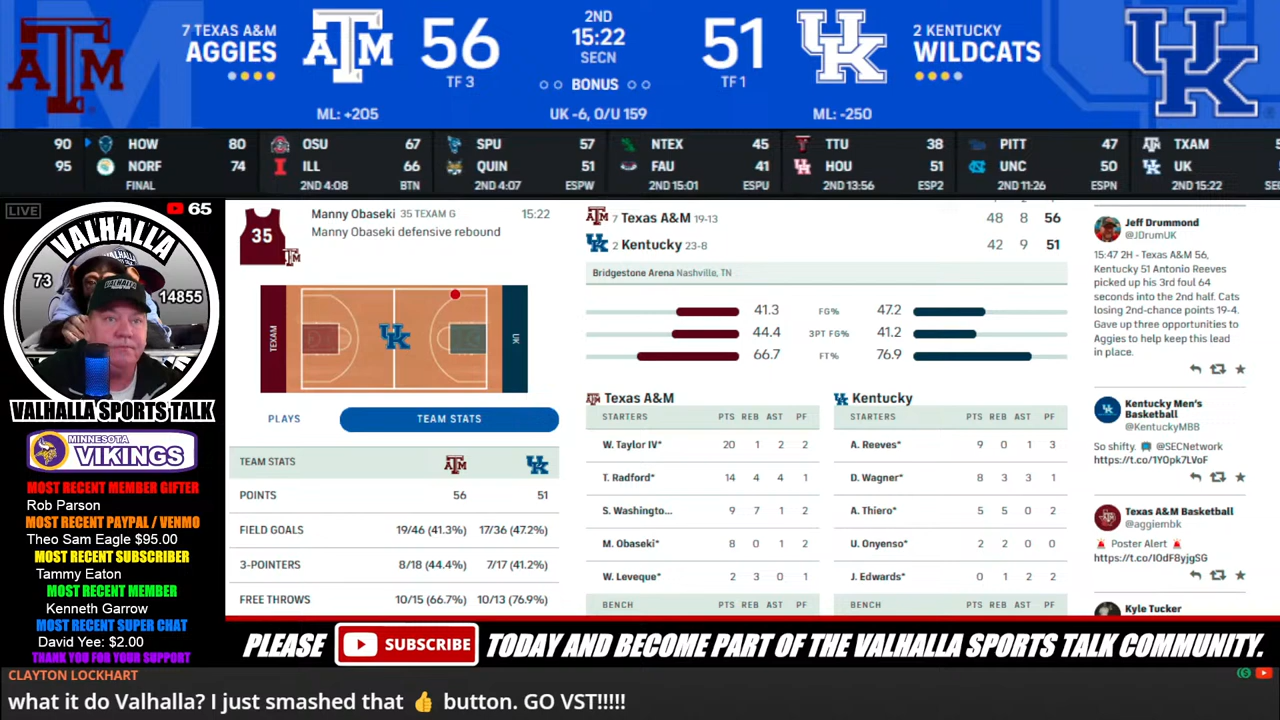 7 TEXAS A&M
AGGIES
56
TF 3
ML: +205
2ND
15:22
SECN
BONUS
UK -6, O/U 159
51
TF 1
ML: -250
2 KENTUCKY
WILDCATS
90
95
HOW 80
NORF 74
FINAL
OSU 67
ILL 66
2ND 4:08 BTN
SPU 57
QUIN 51
2ND 4:07 ESPW
NTEX 45
FAU 41
2ND 15:01 ESPU
TTU 38
HOU 51
2ND 13:56 ESP2
PITT 47
UNC 50
2ND 11:26 ESPN
TXAM
UK
2ND 15:22
LIVE
65
VALHALLA
73
14855
VALHALLA SPORTS TALK
MINNESOTA
VIKINGS
MOST RECENT MEMBER GIFTER
Rob Parson
MOST RECENT PAYPAL / VENMO
Theo Sam Eagle $95.00
MOST RECENT SUBSCRIBER
Tammy Eaton
MOST RECENT MEMBER
Kenneth Garrow
MOST RECENT SUPER CHAT
David Yee: $2.00
THANK YOU FOR YOUR SUPPORT
35
Manny Obaseki 35 TEXAM G 15:22
Manny Obaseki defensive rebound
TEXAM
UK
PLAYS
TEAM STATS
TEAM STATS
POINTS 56 51
FIELD GOALS 19/46 (41.3%) 17/36 (47.2%)
3-POINTERS 8/18 (44.4%) 7/17 (41.2%)
FREE THROWS 10/15 (66.7%) 10/13 (76.9%)
7 Texas A&M 19-13 48 8 56
2 Kentucky 23-8 42 9 51
Bridgestone Arena Nashville, TN
41.3 FG% 47.2
44.4 3PT FG% 41.2
66.7 FT% 76.9
Texas A&M
STARTERS PTS REB AST PF
W. Taylor IV* 20 1 2 2
T. Radford* 14 4 4 1
S. Washingto... 9 7 1 2
M. Obaseki* 8 0 1 2
W. Leveque* 2 3 0 1
BENCH PTS REB AST PF
Kentucky
STARTERS PTS REB AST PF
A. Reeves* 9 0 1 3
D. Wagner* 8 3 3 1
A. Thiero* 5 5 0 2
U. Onyenso* 2 2 0 0
J. Edwards* 0 1 2 2
BENCH PTS REB AST PF
Jeff Drummond
@JDrumUK
15:47 2H - Texas A&M 56,
Kentucky 51 Antonio Reeves
picked up his 3rd foul 64
seconds into the 2nd half. Cats
losing 2nd-chance points 19-4.
Gave up three opportunities to
Aggies to help keep this lead
in place.
Kentucky Men's
Basketball
@KentuckyMBB
So shifty. 📺 @SECNetwork
https://t.co/1YOpk7LVoF
Texas A&M Basketball
@aggiembk
🚨 Poster Alert 🚨
https://t.co/I0dF8yjgSG
Kyle Tucker
PLEASE SUBSCRIBE TODAY AND BECOME PART OF THE VALHALLA SPORTS TALK COMMUNITY.
CLAYTON LOCKHART
what it do Valhalla? I just smashed that 👍 button. GO VST!!!!!